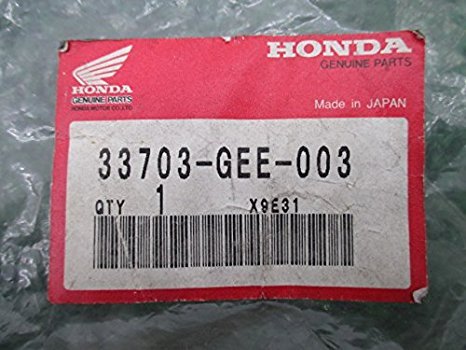 HONDA
GENUINE PARTS
HONDA MOTOR CO.,LTD.
HONDA
GENUINE PARTS
Made in JAPAN
33703-GEE-003
QTY 1 X9E31